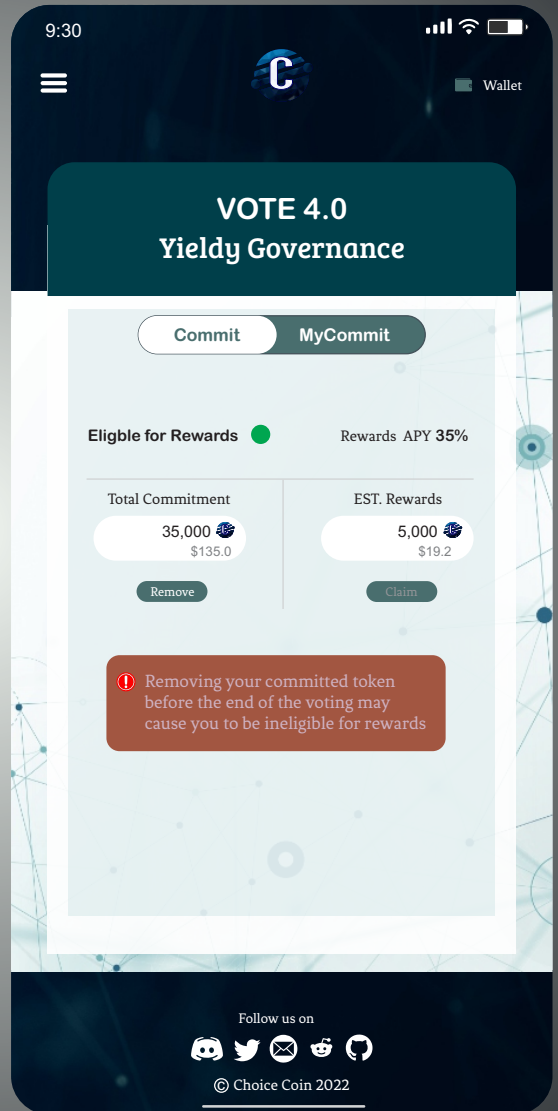 9:30
C
Wallet
VOTE 4.0
Yieldy Governance
Commit MyCommit
Eligble for Rewards Rewards APY 35%
Total Commitment EST. Rewards
35,000 5,000
$135.0 $19.2
Remove Claim
Removing your committed token
before the end of the voting may
cause you to be ineligible for rewards
Follow us on
© Choice Coin 2022